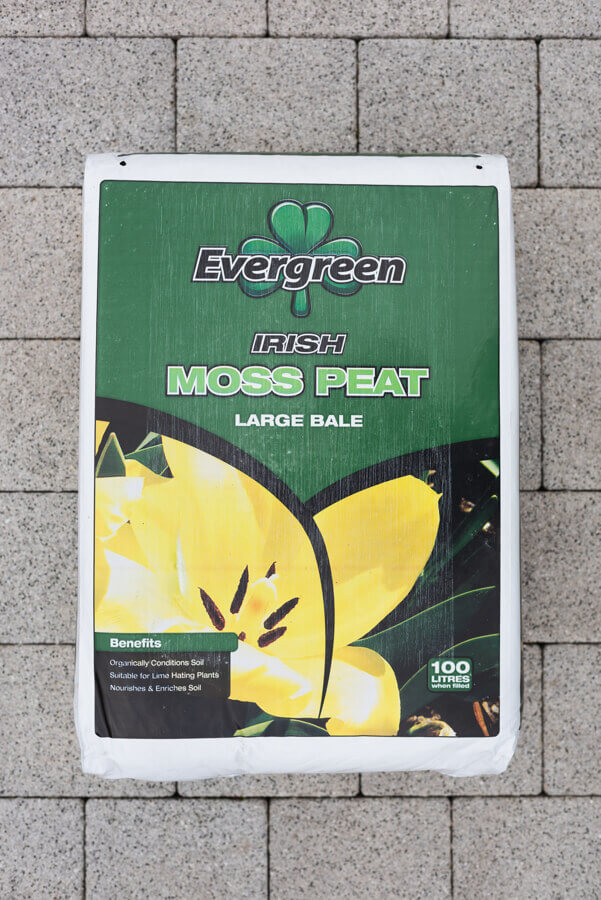 Evergreen
IRISH
MOSS PEAT
LARGE BALE
Benefits
Organically Conditions Soil
Suitable for Lime Hating Plants
Nourishes & Enriches Soil
100
LITRES
when filled